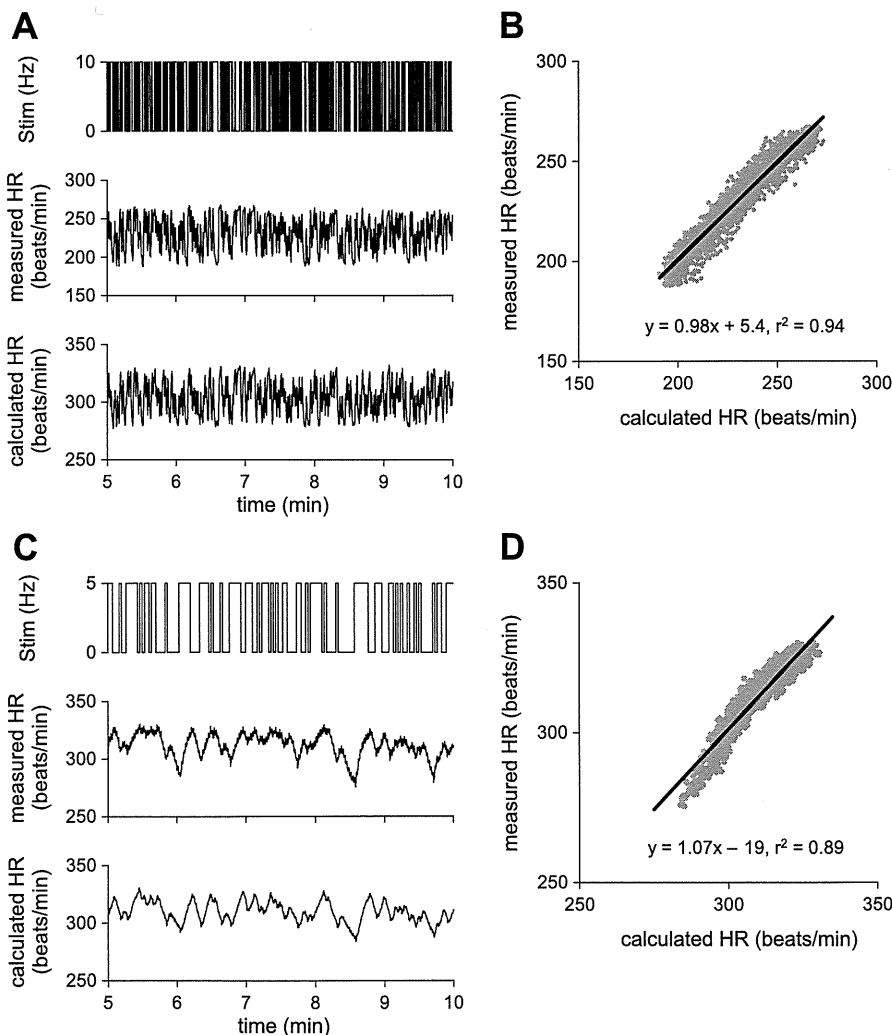 A
Stim (Hz)
10
0
measured HR
(beats/min)
300
250
200
150
calculated HR
(beats/min)
350
300
250
5 6 7 8 9 10
time (min)
B
measured HR (beats/min)
300
250
200
150
y = 0.98x + 5.4, r² = 0.94
150 200 250 300
calculated HR (beats/min)
C
Stim (Hz)
5
0
measured HR
(beats/min)
350
300
250
calculated HR
(beats/min)
350
300
250
5 6 7 8 9 10
time (min)
D
measured HR (beats/min)
350
300
250
y = 1.07x – 19, r² = 0.89
250 300 350
calculated HR (beats/min)